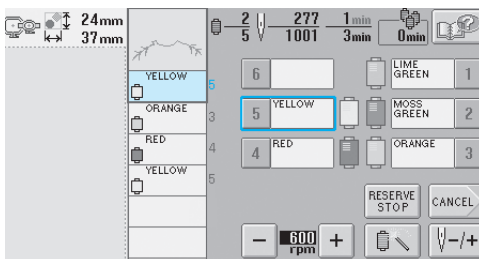 24mm
37mm
2
5
277
1001
1min
3min
0min
YELLOW
5
ORANGE
3
RED
4
YELLOW
5
6
5 YELLOW
4 RED
LIME
GREEN 1
MOSS
GREEN 2
ORANGE 3
RESERVE
STOP
CANCEL
- 600 rpm +
-/+